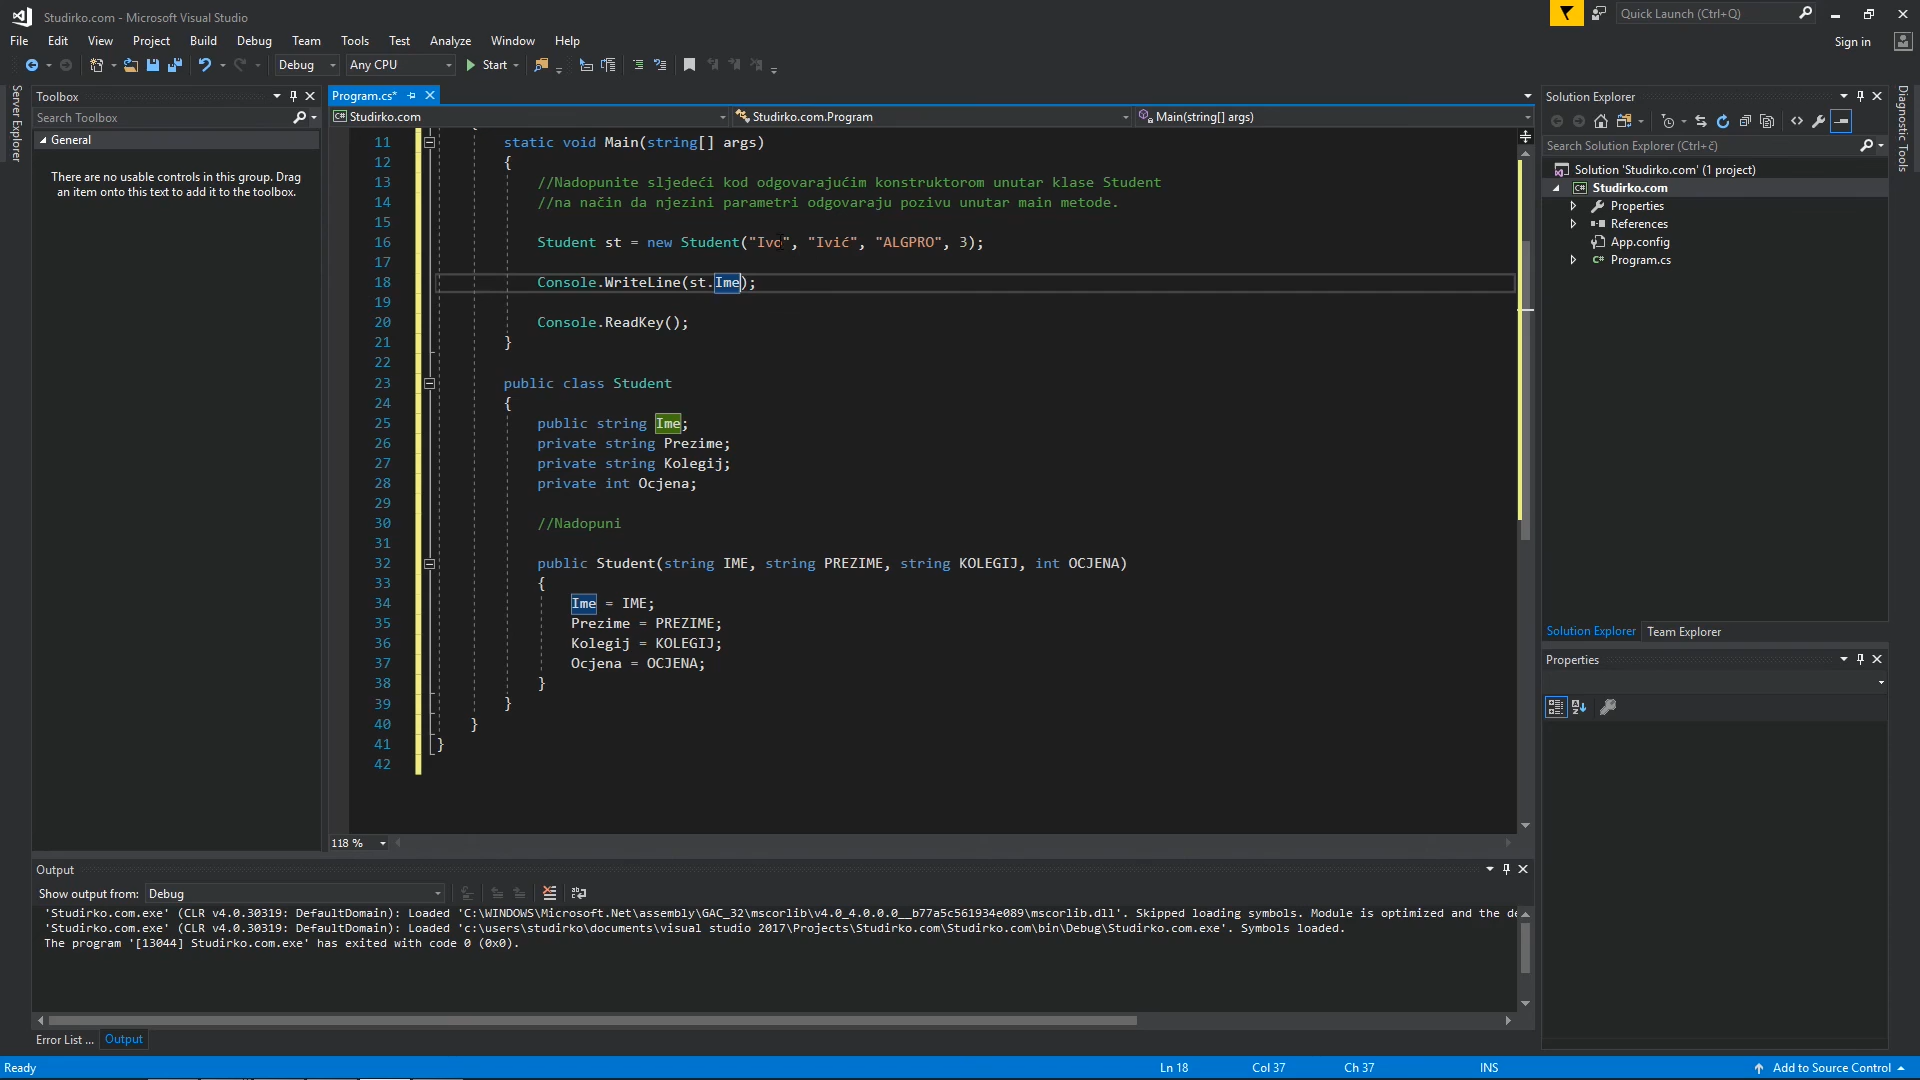 Studirko.com - Microsoft Visual Studio
Quick Launch (Ctrl+Q)
File Edit View Project Build Debug Team Tools Test Analyze Window Help
Sign in
Debug Any CPU Start
Server Explorer
Toolbox
Search Toolbox
General
There are no usable controls in this group. Drag
an item onto this text to add it to the toolbox.
Program.cs*
Studirko.com Studirko.com.Program Main(string[] args)
11 static void Main(string[] args)
12 {
13 //Nadopunite sljedeći kod odgovarajućim konstruktorom unutar klase Student
14 //na način da njezini parametri odgovaraju pozivu unutar main metode.
15
16 Student st = new Student("Ivo", "Ivić", "ALGPRO", 3);
17
18 Console.WriteLine(st.Ime);
19
20 Console.ReadKey();
21 }
22
23 public class Student
24 {
25 public string Ime;
26 private string Prezime;
27 private string Kolegij;
28 private int Ocjena;
29
30 //Nadopuni
31
32 public Student(string IME, string PREZIME, string KOLEGIJ, int OCJENA)
33 {
34 Ime = IME;
35 Prezime = PREZIME;
36 Kolegij = KOLEGIJ;
37 Ocjena = OCJENA;
38 }
39 }
40 }
41 }
42
118 %
Solution Explorer
Search Solution Explorer (Ctrl+č)
Solution 'Studirko.com' (1 project)
Studirko.com
Properties
References
App.config
Program.cs
Solution Explorer Team Explorer
Properties
Diagnostic Tools
Output
Show output from: Debug
'Studirko.com.exe' (CLR v4.0.30319: DefaultDomain): Loaded 'C:\WINDOWS\Microsoft.Net\assembly\GAC_32\mscorlib\v4.0_4.0.0.0__b77a5c561934e089\mscorlib.dll'. Skipped loading symbols. Module is optimized and the de
'Studirko.com.exe' (CLR v4.0.30319: DefaultDomain): Loaded 'c:\users\studirko\documents\visual studio 2017\Projects\Studirko.com\Studirko.com\bin\Debug\Studirko.com.exe'. Symbols loaded.
The program '[13044] Studirko.com.exe' has exited with code 0 (0x0).
Error List ... Output
Ready Ln 18 Col 37 Ch 37 INS Add to Source Control